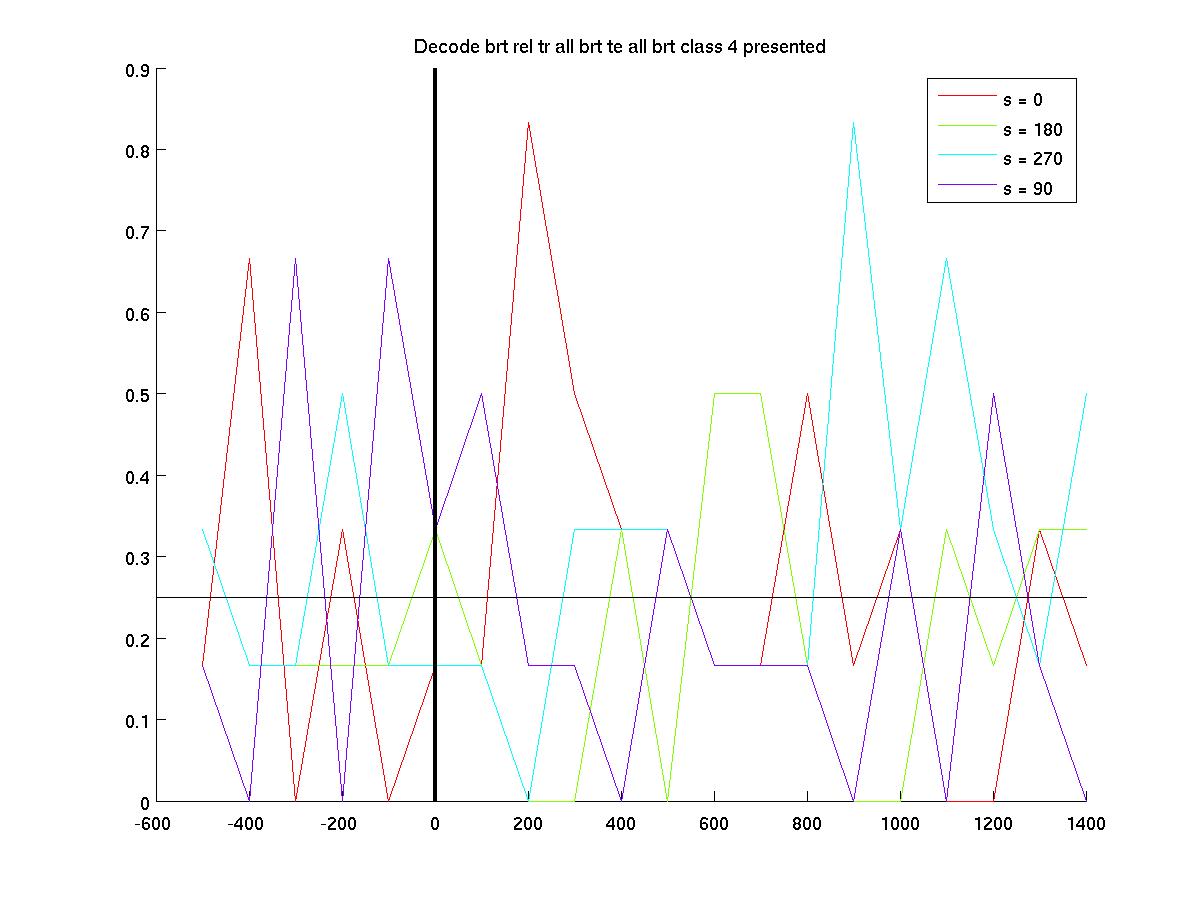 Decode brt rel tr all brt te all brt class 4 presented
0.9
0.8
0.7
0.6
0.5
0.4
0.3
0.2
0.1
0
-600 -400 -200 0 200 400 600 800 1000 1200 1400
s = 0
s = 180
s = 270
s = 90